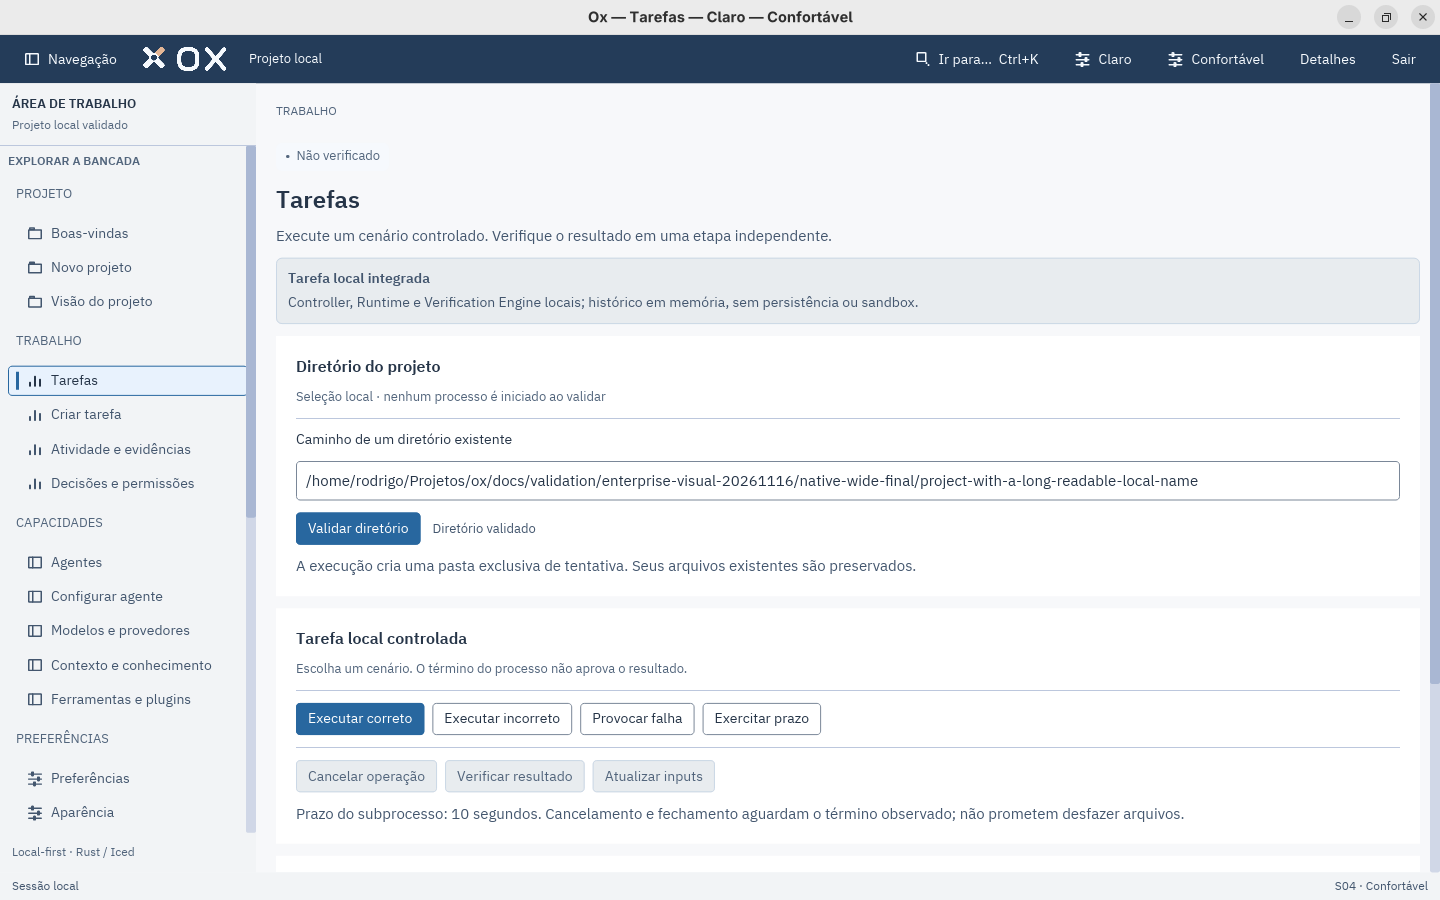 Ox — Tarefas — Claro — Confortável
Navegação
OX
Projeto local
Ir para... Ctrl+K
Claro
Confortável
Detalhes
Sair
ÁREA DE TRABALHO
Projeto local validado
EXPLORAR A BANCADA
PROJETO
Boas-vindas
Novo projeto
Visão do projeto
TRABALHO
Tarefas
Criar tarefa
Atividade e evidências
Decisões e permissões
CAPACIDADES
Agentes
Configurar agente
Modelos e provedores
Contexto e conhecimento
Ferramentas e plugins
PREFERÊNCIAS
Preferências
Aparência
Local-first · Rust / Iced
TRABALHO
• Não verificado
Tarefas
Execute um cenário controlado. Verifique o resultado em uma etapa independente.
Tarefa local integrada
Controller, Runtime e Verification Engine locais; histórico em memória, sem persistência ou sandbox.
Diretório do projeto
Seleção local · nenhum processo é iniciado ao validar
Caminho de um diretório existente
/home/rodrigo/Projetos/ox/docs/validation/enterprise-visual-20261116/native-wide-final/project-with-a-long-readable-local-name
Validar diretório
Diretório validado
A execução cria uma pasta exclusiva de tentativa. Seus arquivos existentes são preservados.
Tarefa local controlada
Escolha um cenário. O término do processo não aprova o resultado.
Executar correto
Executar incorreto
Provocar falha
Exercitar prazo
Cancelar operação
Verificar resultado
Atualizar inputs
Prazo do subprocesso: 10 segundos. Cancelamento e fechamento aguardam o término observado; não prometem desfazer arquivos.
Sessão local
S04 · Confortável